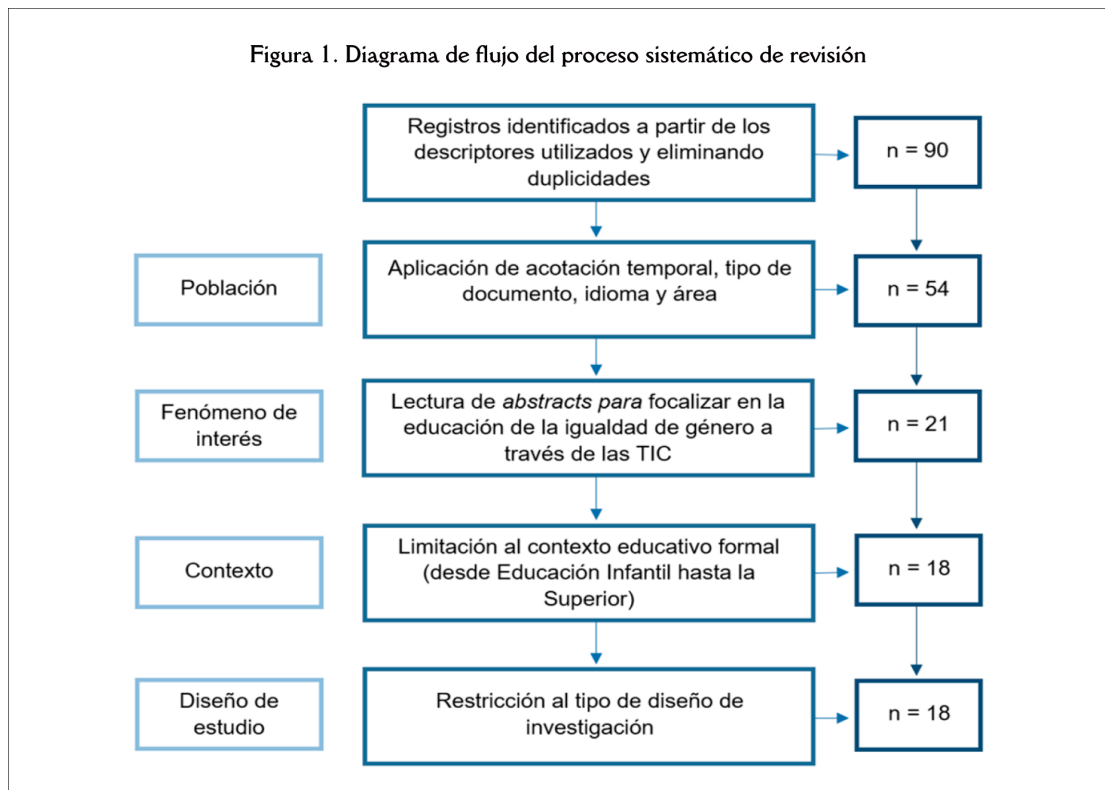 Figura 1. Diagrama de flujo del proceso sistemático de revisión
Registros identificados a partir de los
descriptores utilizados y eliminando
duplicidades
n = 90
Población
Aplicación de acotación temporal, tipo de
documento, idioma y área
n = 54
Fenómeno de
interés
Lectura de abstracts para focalizar en la
educación de la igualdad de género a
través de las TIC
n = 21
Contexto
Limitación al contexto educativo formal
(desde Educación Infantil hasta la
Superior)
n = 18
Diseño de
estudio
Restricción al tipo de diseño de
investigación
n = 18